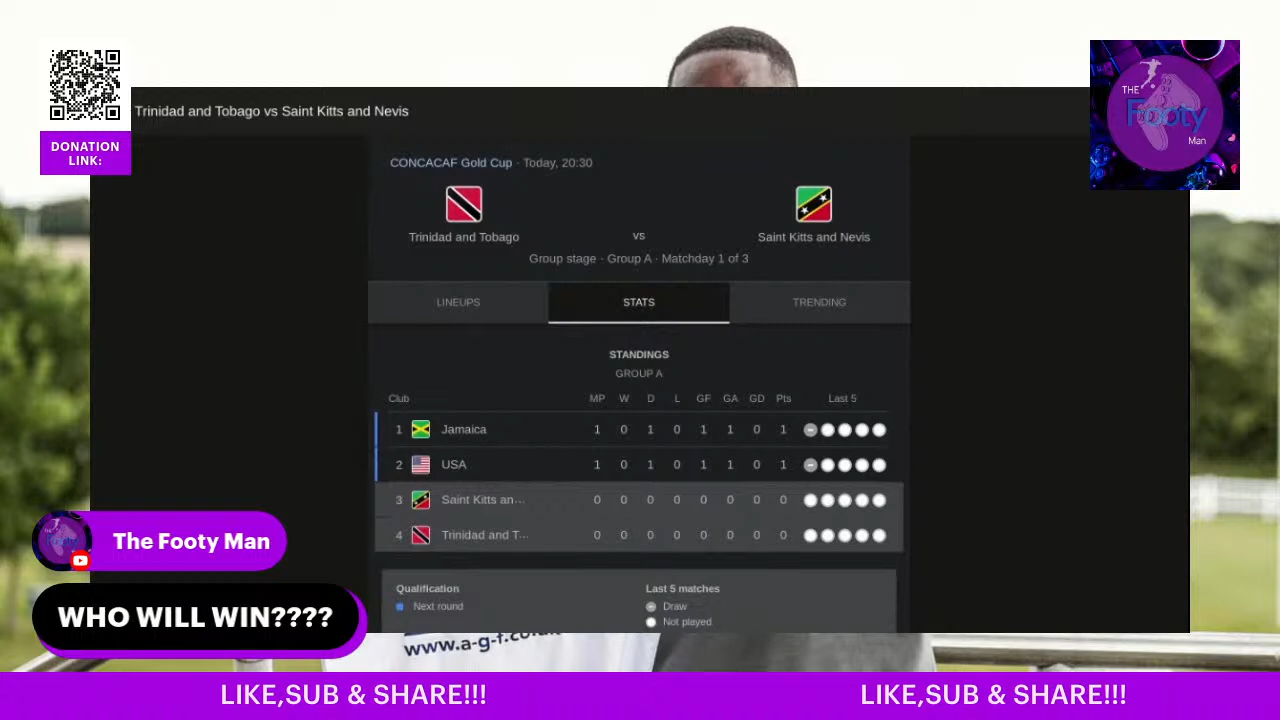 DONATION
LINK:
Trinidad and Tobago vs Saint Kitts and Nevis
THE
Footy
Man
CONCACAF Gold Cup · Today, 20:30
Trinidad and Tobago
vs
Saint Kitts and Nevis
Group stage · Group A · Matchday 1 of 3
LINEUPS STATS TRENDING
STANDINGS
GROUP A
Club MP W D L GF GA GD Pts Last 5
1 Jamaica 1 0 1 0 1 1 0 1
2 USA 1 0 1 0 1 1 0 1
3 Saint Kitts an... 0 0 0 0 0 0 0 0
4 Trinidad and T... 0 0 0 0 0 0 0 0
Qualification
Next round
Last 5 matches
Draw
Not played
The Footy Man
WHO WILL WIN????
LIKE,SUB & SHARE!!! LIKE,SUB & SHARE!!!